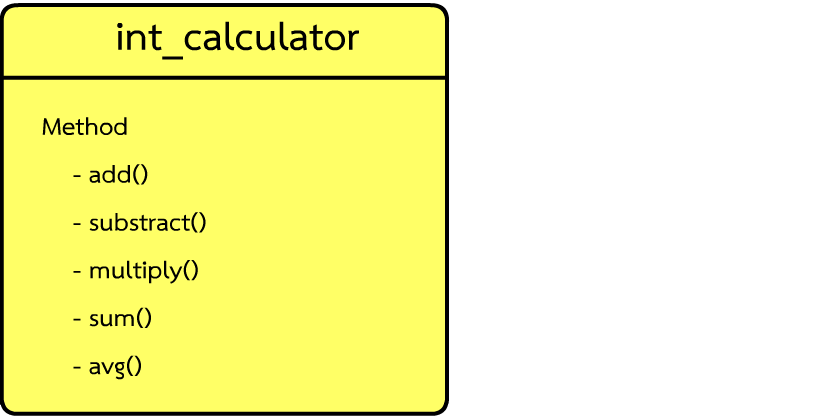 int_calculator
Method
- add()
- substract()
- multiply()
- sum()
- avg()